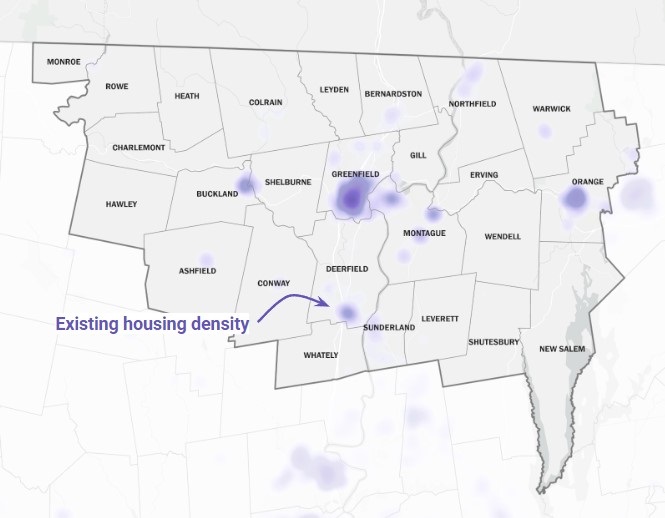 MONROE
ROWE
HEATH
COLRAIN
LEYDEN
BERNARDSTON
NORTHFIELD
WARWICK
CHARLEMONT
GILL
ERVING
ORANGE
BUCKLAND
SHELBURNE
GREENFIELD
HAWLEY
MONTAGUE
WENDELL
ASHFIELD
CONWAY
DEERFIELD
Existing housing density
SUNDERLAND
LEVERETT
SHUTESBURY
NEW SALEM
WHATELY